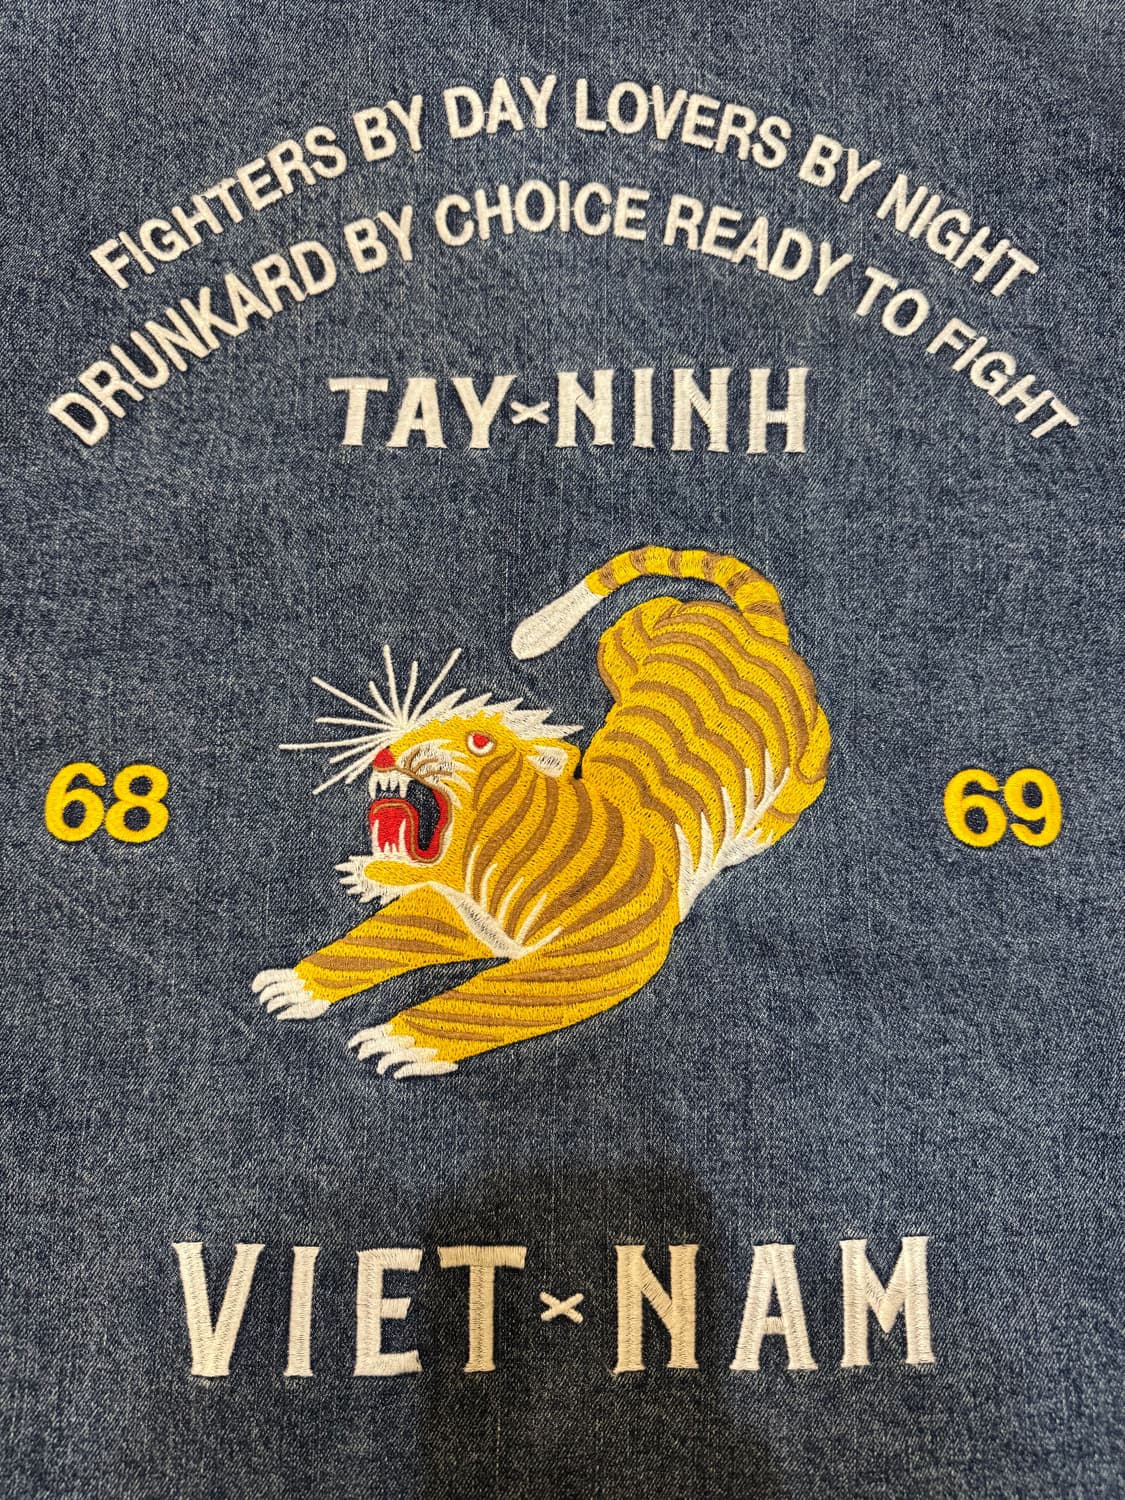 FIGHTERS BY DAY LOVERS BY NIGHT
DRUNKARD BY CHOICE READY TO FIGHT
TAY×NINH
68 69
VIET×NAM